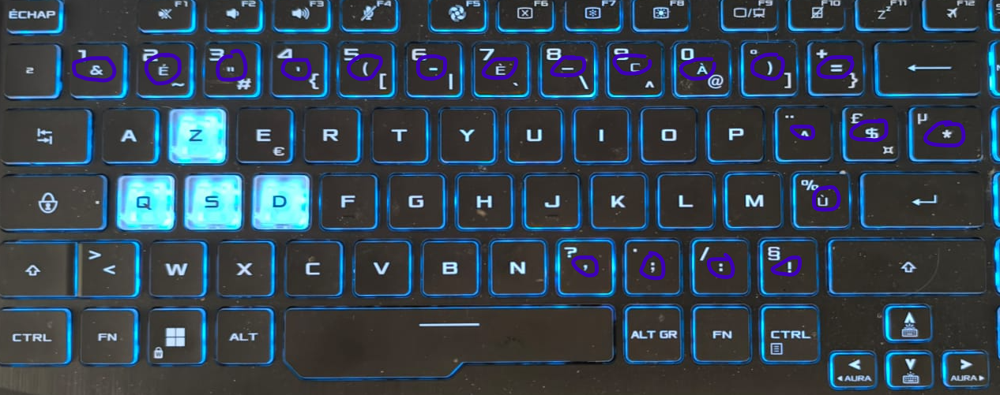 ÉCHAP F1 F2 F3 F4 F5 F6 F7 F8 F9 F10 F11 F12
² 1 & 2 É ~ 3 " # 4 ' { 5 ( [ 6 - | 7 È ` 8 _ \ 9 Ç ^ 0 À @ ° ) ] + = }
A Z E € R T Y U I O P ¨ ^ £ $ ¤ µ *
Q S D F G H J K L M % Ù
> < W X C V B N ? , . ; / : § !
CTRL FN W ALT ALT GR FN CTRL
< AURA AURA >